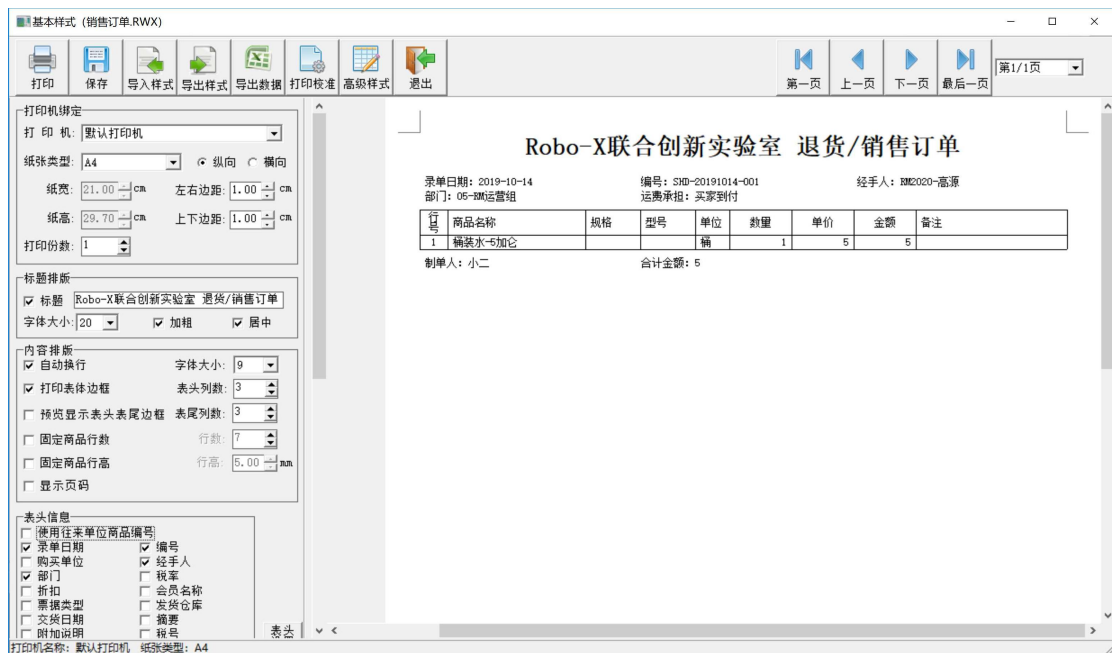 基本样式 (销售订单.RWX)
打印 保存 导入样式 导出样式 导出数据 打印校准 高级样式 退出 第一页 上一页 下一页 最后一页 第1/1页
打印机绑定
打 印 机: 默认打印机
纸张类型: A4 纵向 横向
纸宽: 21.00 cm 左右边距: 1.00 cm
纸高: 29.70 cm 上下边距: 1.00 cm
打印份数: 1
标题排版
标题 Robo-X联合创新实验室 退货/销售订单
字体大小: 20 加粗 居中
内容排版
自动换行 字体大小: 9
打印表体边框 表头列数: 3
预览显示表头表尾边框 表尾列数: 3
固定商品行数 行数: 7
固定商品行高 行高: 5.00 mm
显示页码
表头信息
使用往来单位商品编号
录单日期 编号
购买单位 经手人
部门 税率
折扣 会员名称
票据类型 发货仓库
交货日期 摘要
附加说明 税号
表头
Robo-X联合创新实验室 退货/销售订单
录单日期: 2019-10-14 编号: SHD-20191014-001 经手人: RM2020-高源
部门: 05-RM运营组 运费承担: 买家到付
行号 商品名称 规格 型号 单位 数量 单价 金额 备注
1 桶装水-5加仑 桶 1 5 5
制单人: 小二 合计金额: 5
打印机名称: 默认打印机 纸张类型: A4